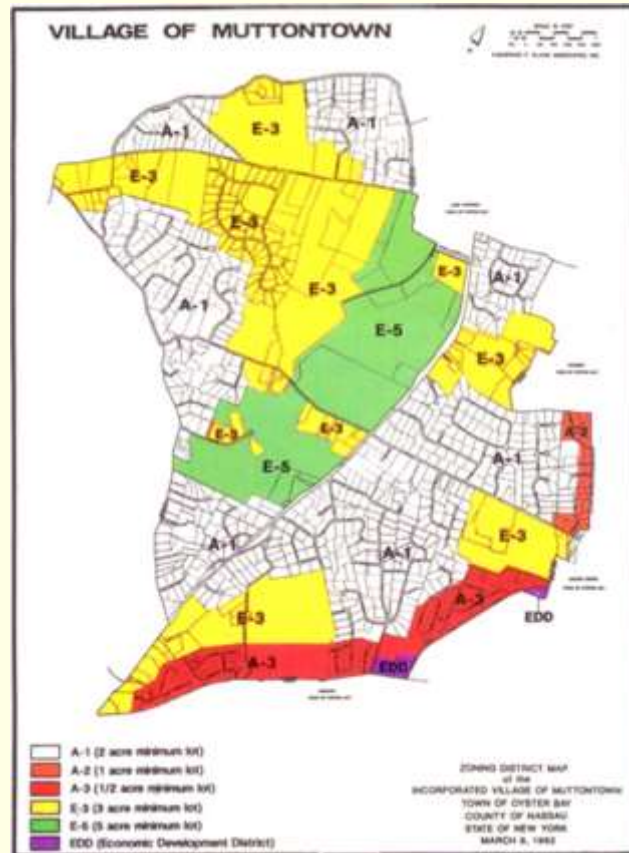 VILLAGE OF MUTTONTOWN
A-1
E-3
A-1
E-3
E-3
E-3
A-1
E-3
A-1
E-5
E-3
A-2
E-3
E-3
A-1
E-5
E-3
A-1
A-1
A-3
EDD
E-3
A-3
EDD
A-1 (2 acre minimum lot)
A-2 (1 acre minimum lot)
A-3 (1/2 acre minimum lot)
E-3 (3 acre minimum lot)
E-5 (5 acre minimum lot)
EDD (Economic Development District)
ZONING DISTRICT MAP
of the
INCORPORATED VILLAGE OF MUTTONTOWN
TOWN OF OYSTER BAY
COUNTY OF NASSAU
STATE OF NEW YORK